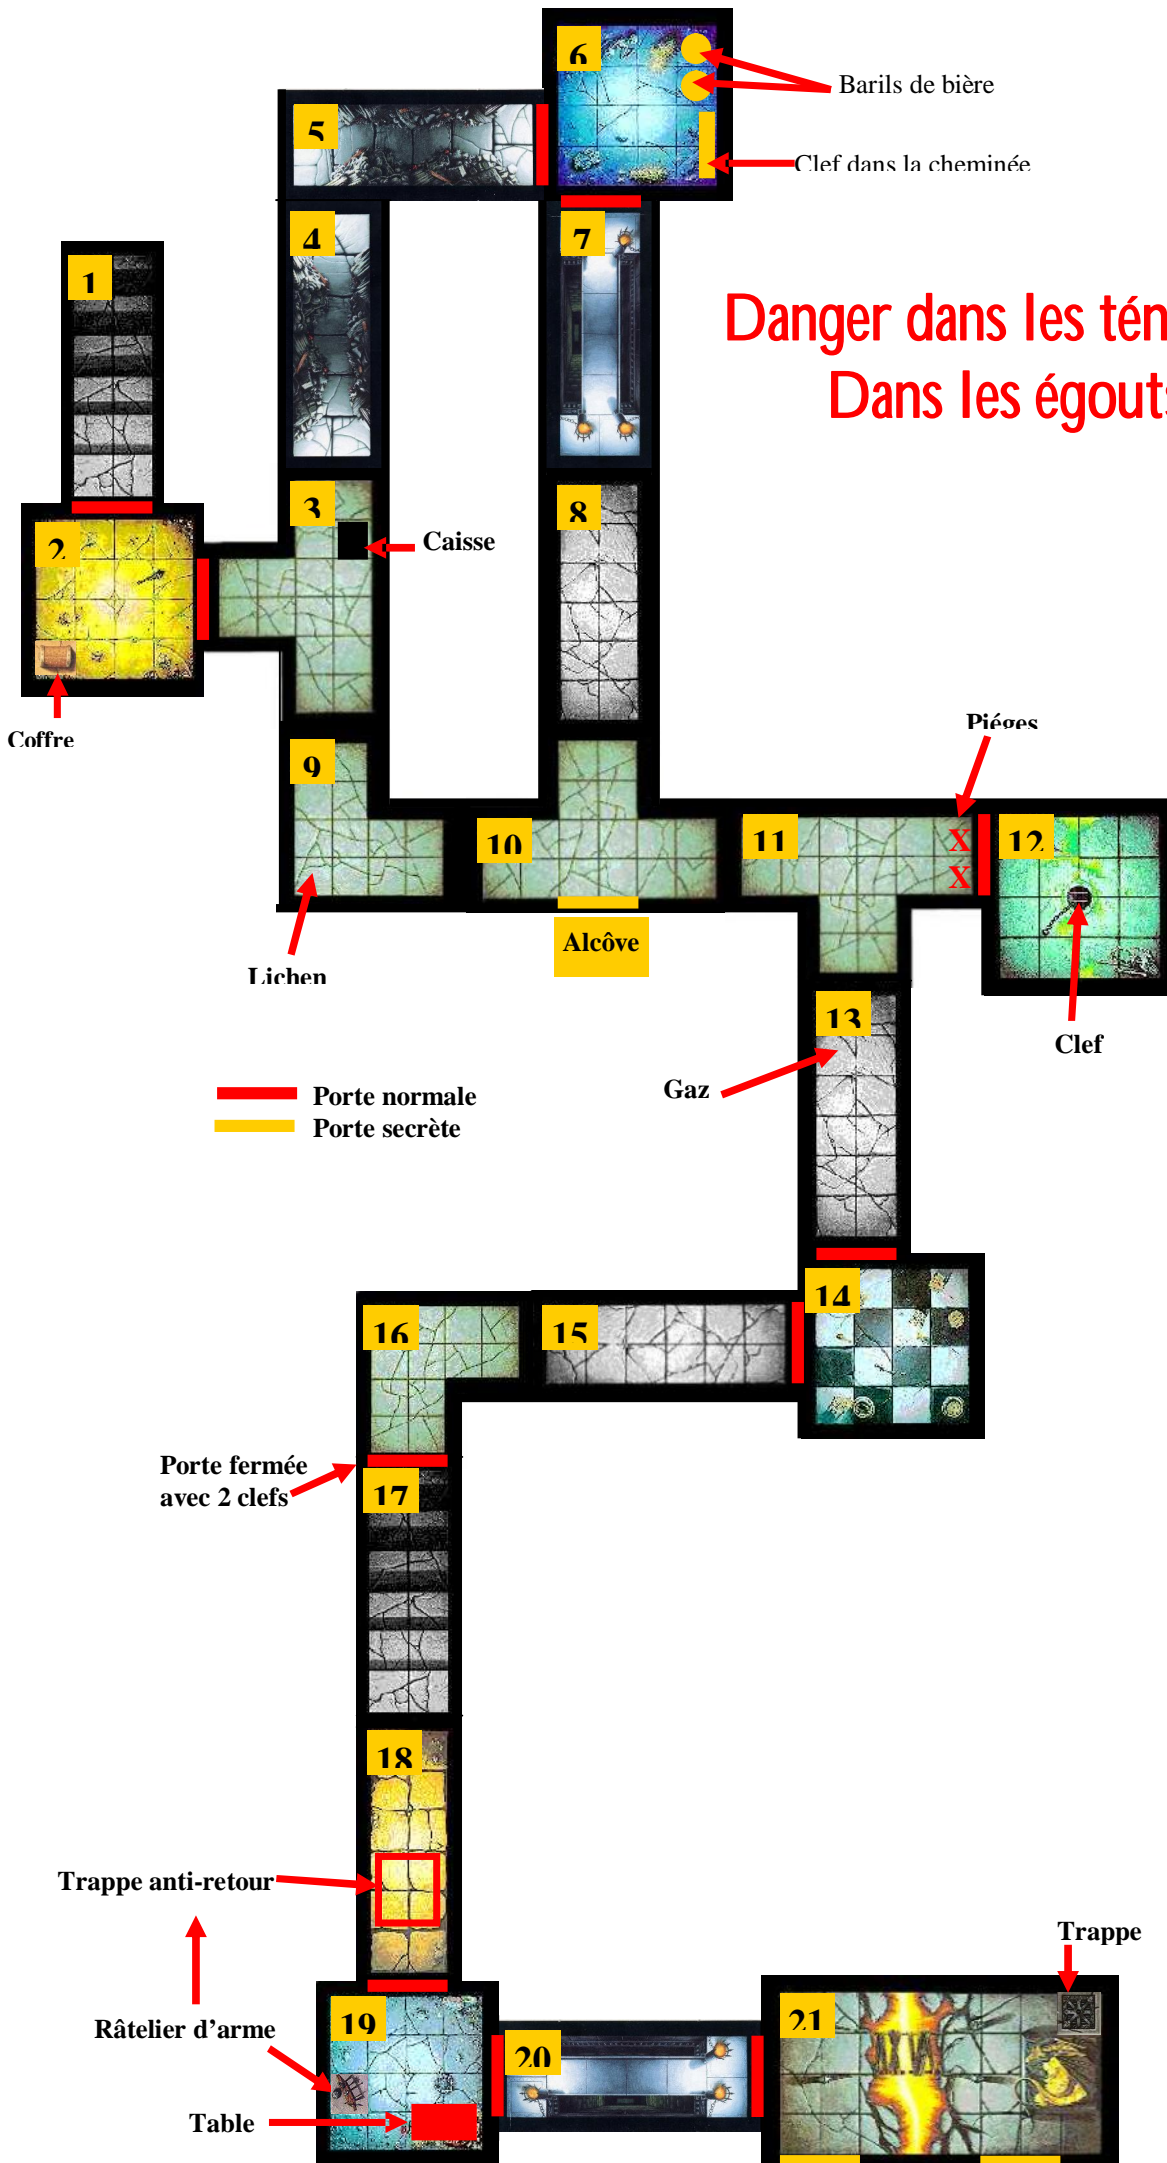 6
Barils de bière
5
Clef dans la cheminée
4
7
1
Danger dans les tén
Dans les égouts
3
8
2
Caisse
Coffre
Piéges
9
10
11
X
X
12
Alcôve
Lichen
13
Clef
Gaz
Porte normale
Porte secrète
14
16
15
Porte fermée
avec 2 clefs
17
18
Trappe anti-retour
Trappe
Râtelier d'arme
19
20
21
Table